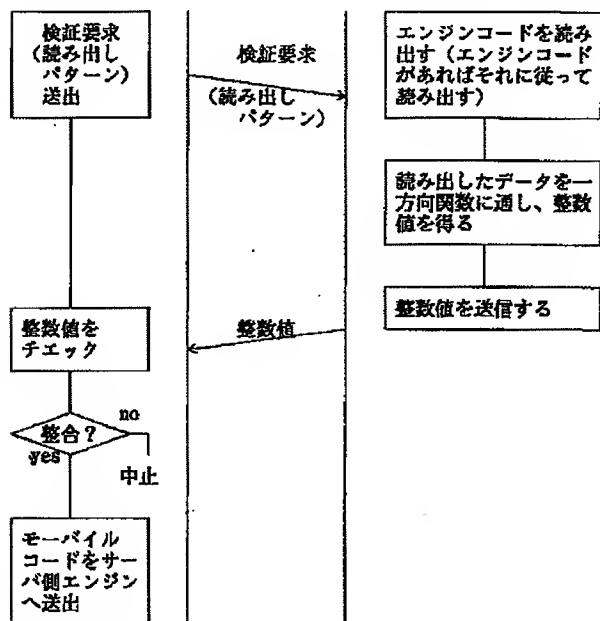 検証要求
(読み出し
パターン)
送出
検証要求
(読み出し
パターン)
エンジンコードを読み
出す（エンジンコード
があればそれに従って
読み出す）
読み出したデータを一
方向関数に通し、整数
値を得る
整数値を送信する
整数値
整数値を
チエック
整合？
no
yes
中止
モーバイル
コードをサー
バ側エンジン
へ送出